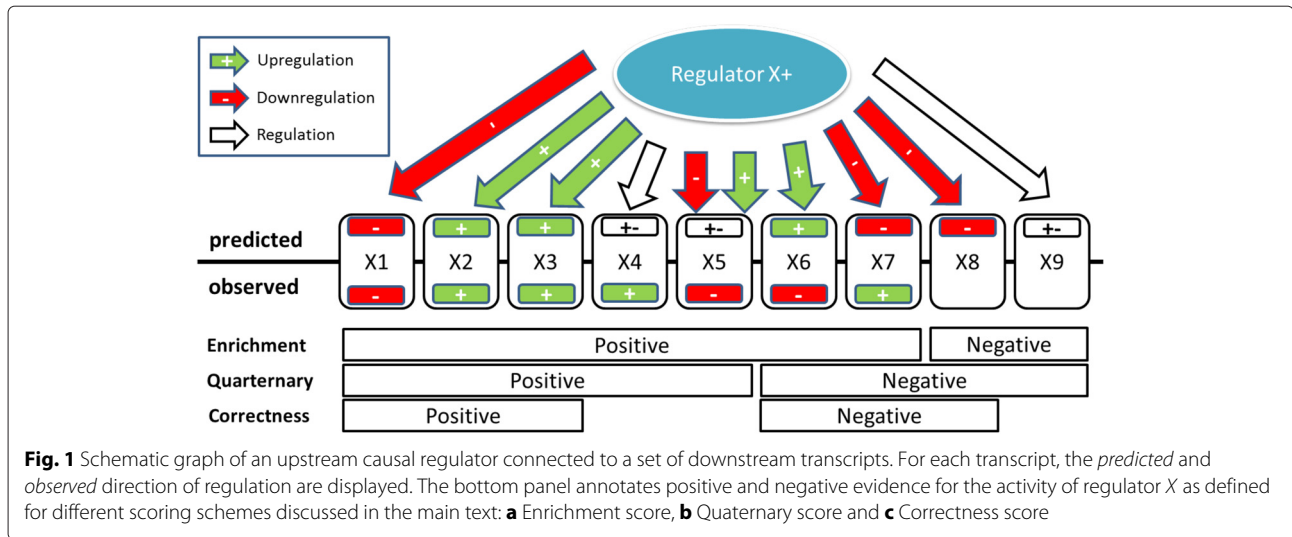 + Upregulation
- Downregulation
Regulation
Regulator X+
- + + - + + - -
predicted - + + +- +- + - - +-
X1 X2 X3 X4 X5 X6 X7 X8 X9
observed - + + + - - +
Enrichment Positive Negative
Quarternary Positive Negative
Correctness Positive Negative
Fig. 1 Schematic graph of an upstream causal regulator connected to a set of downstream transcripts. For each transcript, the predicted and
observed direction of regulation are displayed. The bottom panel annotates positive and negative evidence for the activity of regulator X as defined
for different scoring schemes discussed in the main text: a Enrichment score, b Quaternary score and c Correctness score